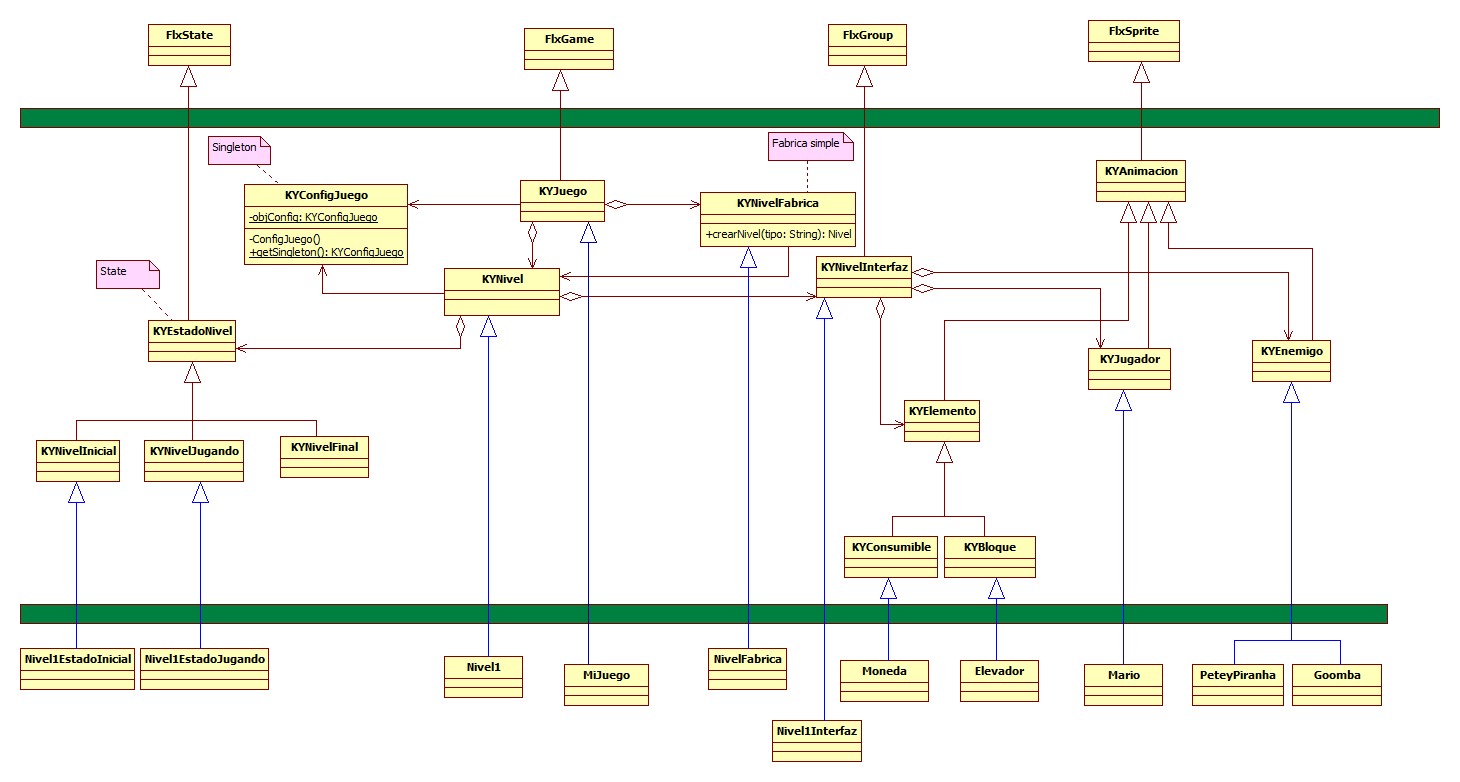 FlxState
FlxGame
FlxGroup
FlxSprite
Singleton
Fabrica simple
KYConfigJuego
-objConfig: KYConfigJuego
-ConfigJuego()
+getSingleton(): KYConfigJuego
KYJuego
KYNivelFabrica
+crearNivel(tipo: String): Nivel
KYAnimacion
State
KYNivel
KYNivelInterfaz
KYEstadoNivel
KYJugador
KYEnemigo
KYElemento
KYNivelInicial
KYNivelJugando
KYNivelFinal
KYConsumible
KYBloque
Nivel1EstadoInicial
Nivel1EstadoJugando
Nivel1
MiJuego
NivelFabrica
Moneda
Elevador
Mario
PeteyPiranha
Goomba
Nivel1Interfaz